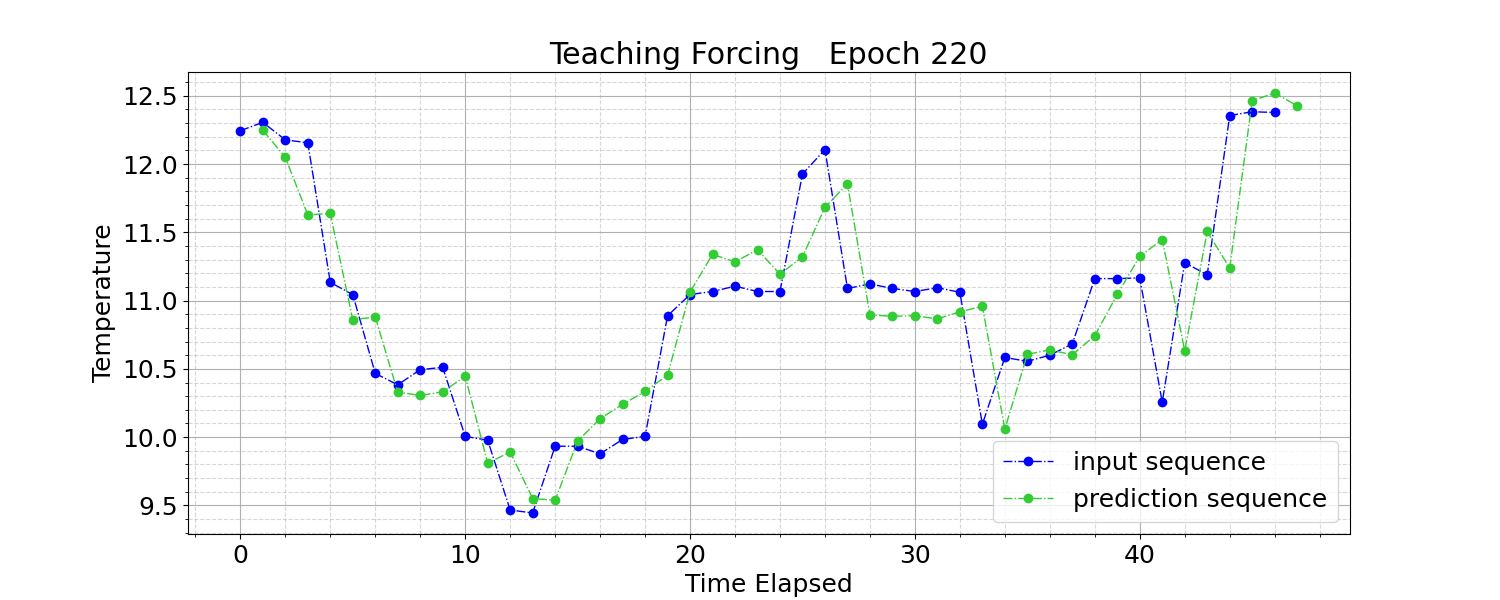 Teaching Forcing   Epoch 220
12.5
12.0
11.5
11.0
10.5
10.0
9.5
Temperature
input sequence
prediction sequence
0 10 20 30 40
Time Elapsed